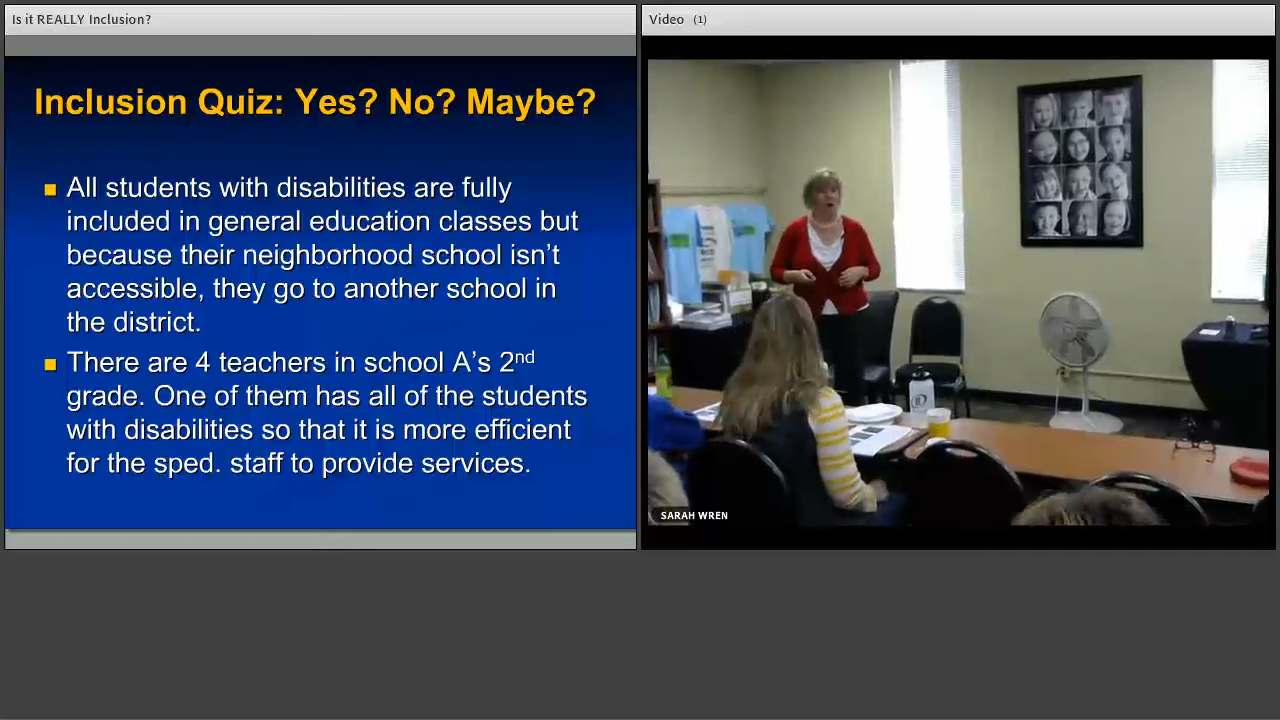 Is it REALLY Inclusion?
Inclusion Quiz: Yes? No? Maybe?
All students with disabilities are fully
included in general education classes but
because their neighborhood school isn’t
accessible, they go to another school in
the district.
There are 4 teachers in school A’s 2nd
grade. One of them has all of the students
with disabilities so that it is more efficient
for the sped. staff to provide services.
Video (1)
SARAH WREN